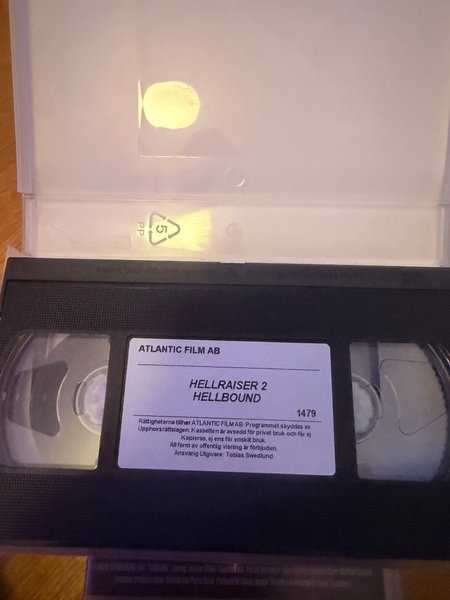 5
PP
ATLANTIC FILM AB
HELLRAISER 2
HELLBOUND
1479
Rättigheterna tillhör ATLANTIC FILM AB. Programmet skyddas av
Upphovsrättslagen. Kassetten är avsedd för privat bruk och får ej
Kopieras, ej ens för enskilt bruk.
All form av offentlig visning är förbjuden.
Ansvarig Utgivare: Tobias Swedlund